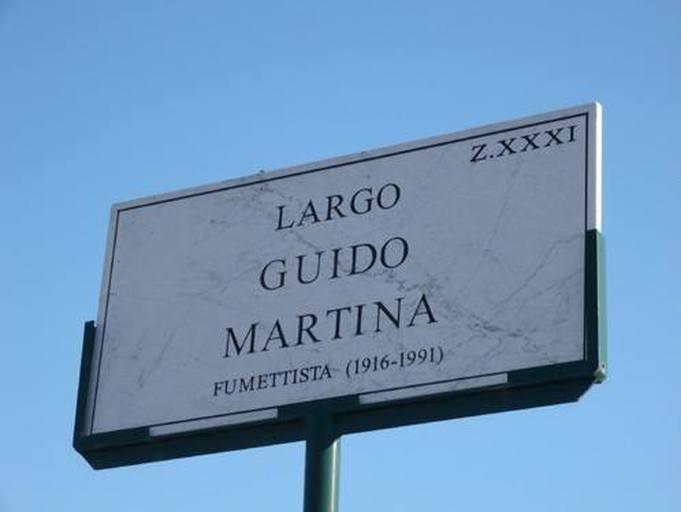 Z.XXXI
LARGO
GUIDO
MARTINA
FUMETTISTA (1916-1991)